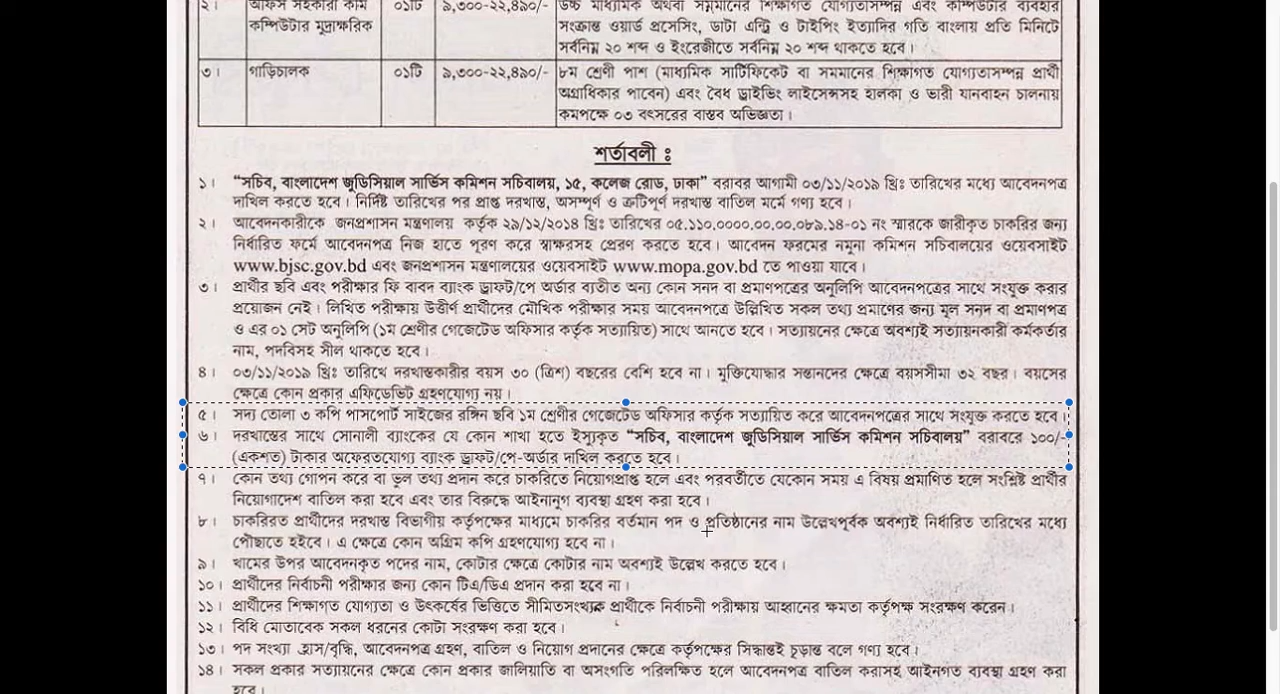 ২। অফিস সহকারী কাম ০১টি ৯,৩০০-২২,৪৯০/- উচ্চ মাধ্যমিক অথবা সমমানের শিক্ষাগত যোগ্যতাসম্পন্ন এবং কম্পিউটার ব্যবহার
কম্পিউটার মুদ্রাক্ষরিক সংক্রান্ত ওয়ার্ড প্রসেসিং, ডাটা এন্ট্রি ও টাইপিং ইত্যাদির গতি বাংলায় প্রতি মিনিটে
সর্বনিম্ন ২০ শব্দ ও ইংরেজীতে সর্বনিম্ন ২০ শব্দ থাকতে হবে।
৩। গাড়িচালক ০১টি ৯,৩০০-২২,৪৯০/- ৮ম শ্রেণী পাশ (মাধ্যমিক সার্টিফিকেট বা সমমানের শিক্ষাগত যোগ্যতাসম্পন্ন প্রার্থী
অগ্রাধিকার পাবেন) এবং বৈধ ড্রাইভিং লাইসেন্সসহ হালকা ও ভারী যানবাহন চালনায়
কমপক্ষে ০৩ বৎসরের বাস্তব অভিজ্ঞতা।
শর্তাবলী ঃ
১। “সচিব, বাংলাদেশ জুডিসিয়াল সার্ভিস কমিশন সচিবালয়, ১৫, কলেজ রোড, ঢাকা” বরাবর আগামী ০৩/১১/২০১৯ খ্রিঃ তারিখের মধ্যে আবেদনপত্র
দাখিল করতে হবে। নির্দিষ্ট তারিখের পর প্রাপ্ত দরখাস্ত, অসম্পূর্ণ ও ত্রুটিপূর্ণ দরখাস্ত বাতিল মর্মে গণ্য হবে।
২। আবেদনকারীকে জনপ্রশাসন মন্ত্রণালয় কর্তৃক ২৯/১২/২০১৪ খ্রিঃ তারিখের ০৫.১১০.০০০০.০০.০০.০৮৯.১৪-০১ নং স্মারকে জারীকৃত চাকরির জন্য
নির্ধারিত ফর্মে আবেদনপত্র নিজ হাতে পূরণ করে স্বাক্ষরসহ প্রেরণ করতে হবে। আবেদন ফরমের নমুনা কমিশন সচিবালয়ের ওয়েবসাইট
www.bjsc.gov.bd এবং জনপ্রশাসন মন্ত্রণালয়ের ওয়েবসাইট www.mopa.gov.bd তে পাওয়া যাবে।
৩। প্রার্থীর ছবি এবং পরীক্ষার ফি বাবদ ব্যাংক ড্রাফট/পে অর্ডার ব্যতীত অন্য কোন সনদ বা প্রমাণপত্রের অনুলিপি আবেদনপত্রের সাথে সংযুক্ত করার
প্রয়োজন নেই। লিখিত পরীক্ষায় উত্তীর্ণ প্রার্থীদের মৌখিক পরীক্ষার সময় আবেদনপত্রে উল্লিখিত সকল তথ্য প্রমাণের জন্য মূল সনদ বা প্রমাণপত্র
ও এর ০১ সেট অনুলিপি (১ম শ্রেণীর গেজেটেড অফিসার কর্তৃক সত্যায়িত) সাথে আনতে হবে। সত্যায়নের ক্ষেত্রে অবশ্যই সত্যায়নকারী কর্মকর্তার
নাম, পদবিসহ সীল থাকতে হবে।
৪। ০৩/১১/২০১৯ খ্রিঃ তারিখে দরখাস্তকারীর বয়স ৩০ (ত্রিশ) বছরের বেশি হবে না। মুক্তিযোদ্ধার সন্তানদের ক্ষেত্রে বয়সসীমা ৩২ বছর। বয়সের
ক্ষেত্রে কোন প্রকার এফিডেভিট গ্রহণযোগ্য নয়।
৫। সদ্য তোলা ৩ কপি পাসপোর্ট সাইজের রঙ্গিন ছবি ১ম শ্রেণীর গেজেটেড অফিসার কর্তৃক সত্যায়িত করে আবেদনপত্রের সাথে সংযুক্ত করতে হবে।
৬। দরখাস্তের সাথে সোনালী ব্যাংকের যে কোন শাখা হতে ইস্যুকৃত “সচিব, বাংলাদেশ জুডিসিয়াল সার্ভিস কমিশন সচিবালয়” বরাবরে ১০০/-
(একশত) টাকার অফেরতযোগ্য ব্যাংক ড্রাফট/পে-অর্ডার দাখিল করতে হবে।
৭। কোন তথ্য গোপন করে বা ভুল তথ্য প্রদান করে চাকরিতে নিয়োগপ্রাপ্ত হলে এবং পরবর্তীতে যেকোন সময় এ বিষয় প্রমাণিত হলে সংশ্লিষ্ট প্রার্থীর
নিয়োগাদেশ বাতিল করা হবে এবং তার বিরুদ্ধে আইনানুগ ব্যবস্থা গ্রহণ করা হবে।
৮। চাকরিরত প্রার্থীদের দরখাস্ত বিভাগীয় কর্তৃপক্ষের মাধ্যমে চাকরির বর্তমান পদ ও প্রতিষ্ঠানের নাম উল্লেখপূর্বক অবশ্যই নির্ধারিত তারিখের মধ্যে
পৌছাতে হইবে। এ ক্ষেত্রে কোন অগ্রিম কপি গ্রহণযোগ্য হবে না।
৯। খামের উপর আবেদনকৃত পদের নাম, কোটার ক্ষেত্রে কোটার নাম অবশ্যই উল্লেখ করতে হবে।
১০। প্রার্থীদের নির্বাচনী পরীক্ষার জন্য কোন টিএ/ডিএ প্রদান করা হবে না।
১১। প্রার্থীদের শিক্ষাগত যোগ্যতা ও উৎকর্ষের ভিত্তিতে সীমিতসংখ্যক প্রার্থীকে নির্বাচনী পরীক্ষায় আহ্বানের ক্ষমতা কর্তৃপক্ষ সংরক্ষণ করেন।
১২। বিধি মোতাবেক সকল ধরনের কোটা সংরক্ষণ করা হবে।
১৩। পদ সংখ্যা হ্রাস/বৃদ্ধি, আবেদনপত্র গ্রহণ, বাতিল ও নিয়োগ প্রদানের ক্ষেত্রে কর্তৃপক্ষের সিদ্ধান্তই চূড়ান্ত বলে গণ্য হবে।
১৪। সকল প্রকার সত্যায়নের ক্ষেত্রে কোন প্রকার জালিয়াতি বা অসংগতি পরিলক্ষিত হলে আবেদনপত্র বাতিল করাসহ আইনগত ব্যবস্থা গ্রহণ করা
হবে।